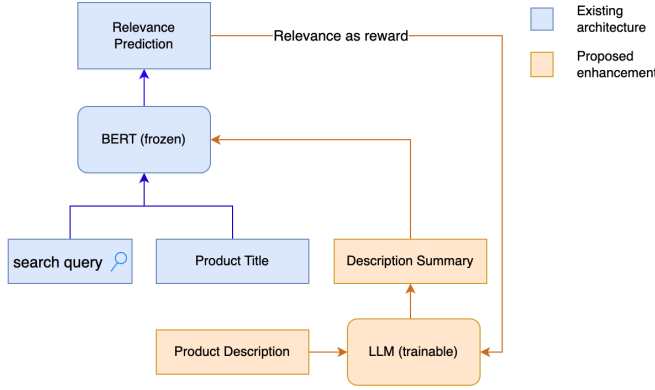 Relevance
Prediction
Relevance as reward
Existing
architecture
Proposed
enhancement
BERT (frozen)
search query
Product Title
Description Summary
Product Description
LLM (trainable)